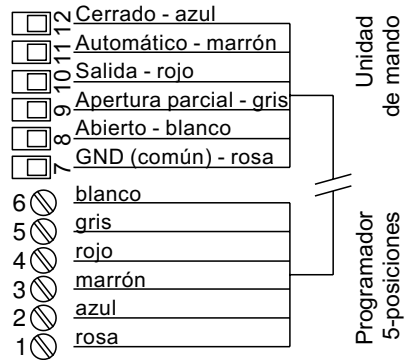 12 Cerrado - azul
11 Automático - marrón
10 Salida - rojo
9 Apertura parcial - gris
8 Abierto - blanco
7 GND (común) - rosa
Unidad
de mando
6 blanco
5 gris
4 rojo
3 marrón
2 azul
1 rosa
Programador
5-posiciones